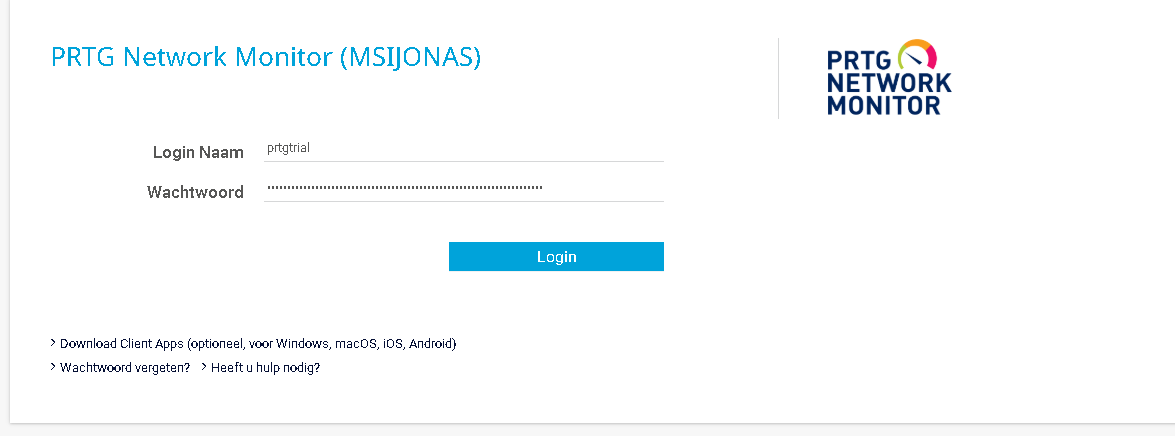 PRTG Network Monitor (MSIJONAS)
PRTG
NETWORK
MONITOR
Login Naam prtgtrial
Wachtwoord
Login
Download Client Apps (optioneel, voor Windows, macOS, iOS, Android)
Wachtwoord vergeten? Heeft u hulp nodig?